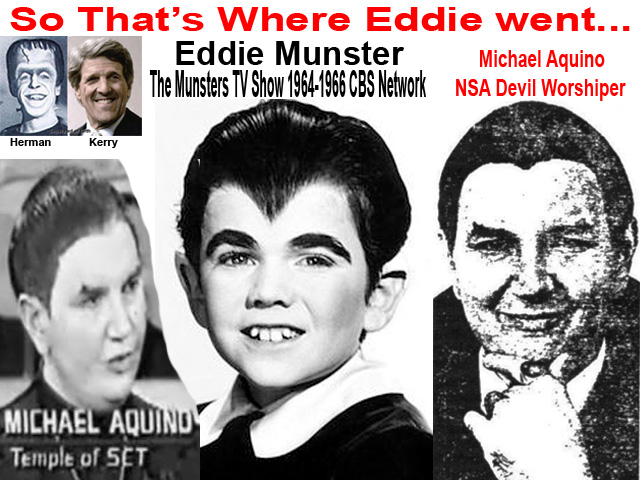 So That's Where Eddie went...
Eddie Munster
The Munsters TV Show 1964-1966 CBS Network
Michael Aquino
NSA Devil Worshiper
Herman
Kerry
MICHAEL AQUINO
Temple of SET